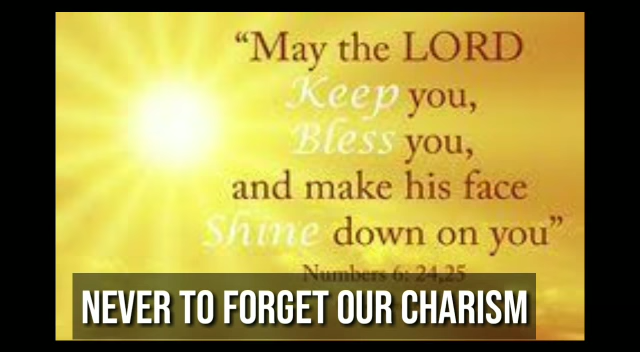 “May the LORD
Keep you,
Bless you,
and make his face
Shine down on you”
Numbers 6: 24,25
NEVER TO FORGET OUR CHARISM